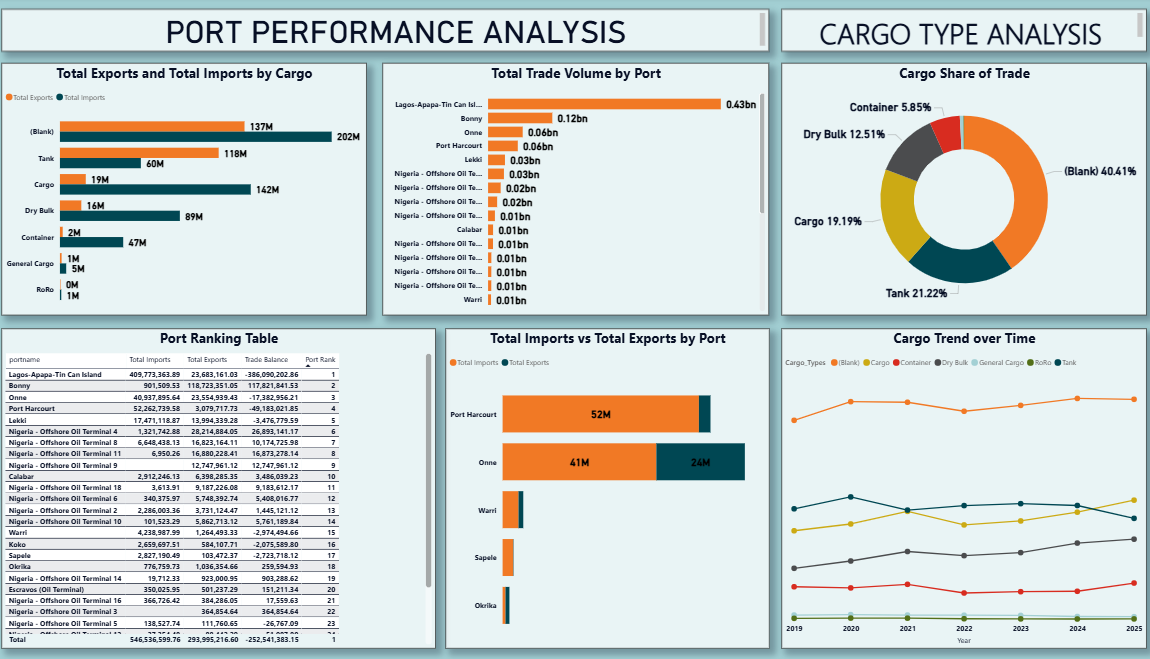 PORT PERFORMANCE ANALYSIS
CARGO TYPE ANALYSIS
Total Exports and Total Imports by Cargo
Total Exports Total Imports
(Blank) 137M
202M
Tank 118M
60M
Cargo 19M
142M
Dry Bulk 16M
89M
Container 2M
47M
General Cargo 1M
5M
RoRo 0M
1M
Total Trade Volume by Port
Lagos-Apapa-Tin Can Isl... 0.43bn
Bonny 0.12bn
Onne 0.06bn
Port Harcourt 0.06bn
Lekki 0.03bn
Nigeria - Offshore Oil Te... 0.03bn
Nigeria - Offshore Oil Te... 0.02bn
Nigeria - Offshore Oil Te... 0.02bn
Nigeria - Offshore Oil Te... 0.01bn
Calabar 0.01bn
Nigeria - Offshore Oil Te... 0.01bn
Nigeria - Offshore Oil Te... 0.01bn
Nigeria - Offshore Oil Te... 0.01bn
Nigeria - Offshore Oil Te... 0.01bn
Warri 0.01bn
Cargo Share of Trade
Container 5.85%
Dry Bulk 12.51%
(Blank) 40.41%
Cargo 19.19%
Tank 21.22%
Port Ranking Table
portname Total Imports Total Exports Trade Balance Port Rank
Lagos-Apapa-Tin Can Island 409,773,363.89 23,683,161.03 -386,090,202.86 1
Bonny 901,509.53 118,723,351.05 117,821,841.53 2
Onne 40,937,895.64 23,554,939.43 -17,382,956.21 3
Port Harcourt 52,262,739.58 3,079,717.73 -49,183,021.85 4
Lekki 17,471,118.87 13,994,339.28 -3,476,779.59 5
Nigeria - Offshore Oil Terminal 4 1,321,742.88 28,214,884.05 26,893,141.17 6
Nigeria - Offshore Oil Terminal 8 6,648,438.13 16,823,164.11 10,174,725.98 7
Nigeria - Offshore Oil Terminal 11 6,950.26 16,880,228.41 16,873,278.14 8
Nigeria - Offshore Oil Terminal 9 12,747,961.12 12,747,961.12 9
Calabar 2,912,246.13 6,398,285.35 3,486,039.23 10
Nigeria - Offshore Oil Terminal 18 3,613.91 9,187,226.08 9,183,612.17 11
Nigeria - Offshore Oil Terminal 6 340,375.97 5,748,392.74 5,408,016.77 12
Nigeria - Offshore Oil Terminal 2 2,286,003.36 3,731,124.47 1,445,121.12 13
Nigeria - Offshore Oil Terminal 10 101,523.29 5,862,713.12 5,761,189.84 14
Warri 4,238,987.99 1,264,493.33 -2,974,494.66 15
Koko 2,659,697.51 584,107.71 -2,075,589.80 16
Sapele 2,827,190.49 103,472.37 -2,723,718.12 17
Okrika 776,759.73 1,036,354.66 259,594.93 18
Nigeria - Offshore Oil Terminal 14 19,712.33 923,000.95 903,288.62 19
Escravos (Oil Terminal) 350,025.95 501,237.29 151,211.34 20
Nigeria - Offshore Oil Terminal 16 366,726.42 384,286.05 17,559.63 21
Nigeria - Offshore Oil Terminal 3 364,854.64 364,854.64 22
Nigeria - Offshore Oil Terminal 5 138,527.74 111,760.65 -26,767.09 23
Total 546,536,599.76 293,995,216.60 -252,541,383.15 1
Total Imports vs Total Exports by Port
Total Imports Total Exports
Port Harcourt 52M
Onne 41M 24M
Warri
Sapele
Okrika
Cargo Trend over Time
Cargo_Types (Blank) Cargo Container Dry Bulk General Cargo RoRo Tank
2019 2020 2021 2022 2023 2024 2025
Year